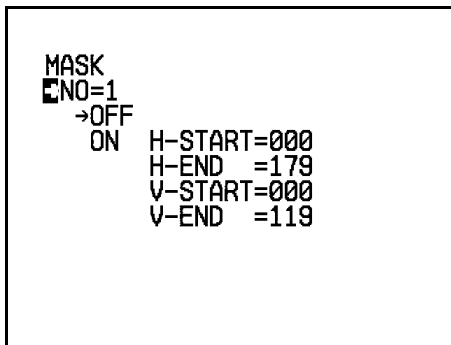 MASK
➡NO=1
→OFF
ON H-START=000
H-END =179
V-START=000
V-END =119